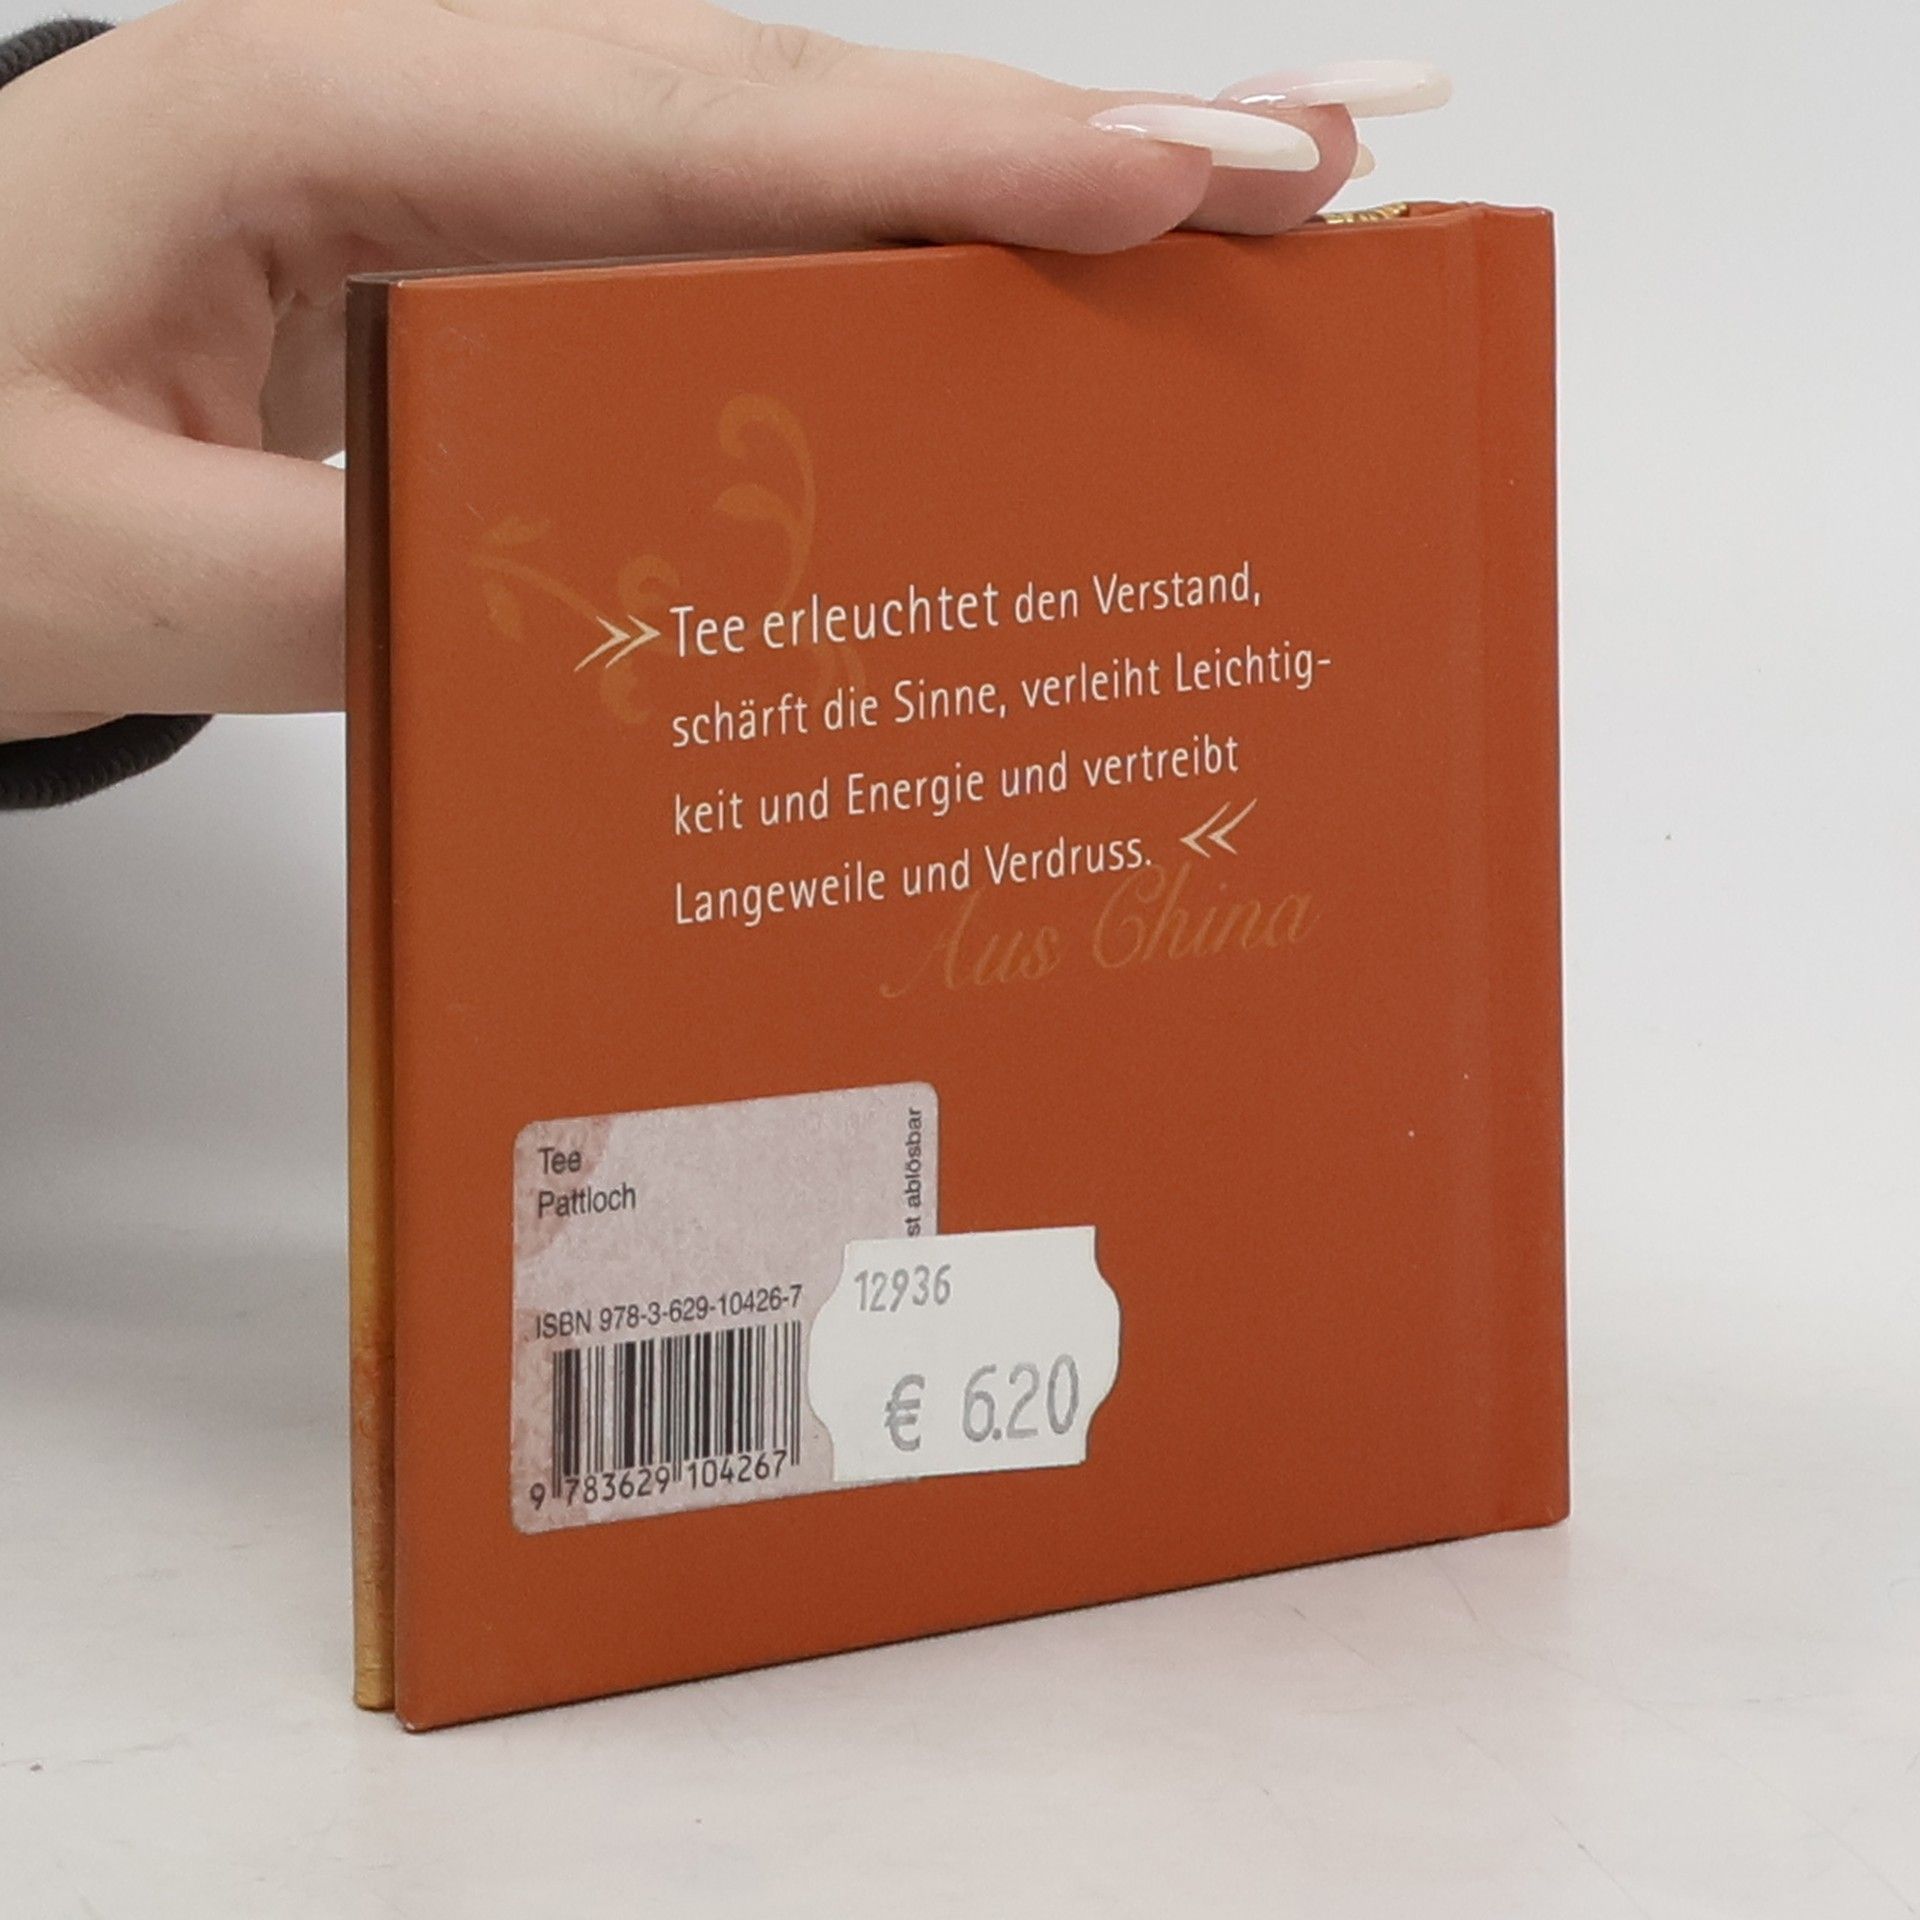 »Tee erleuchtet den Verstand,
schärft die Sinne, verleiht Leichtig-
keit und Energie und vertreibt
Langeweile und Verdruss.«
Aus China
Tee
Pattloch
ablösbar
ISBN 978-3-629-10426-7
9 783629 104267
12936
€ 6.20